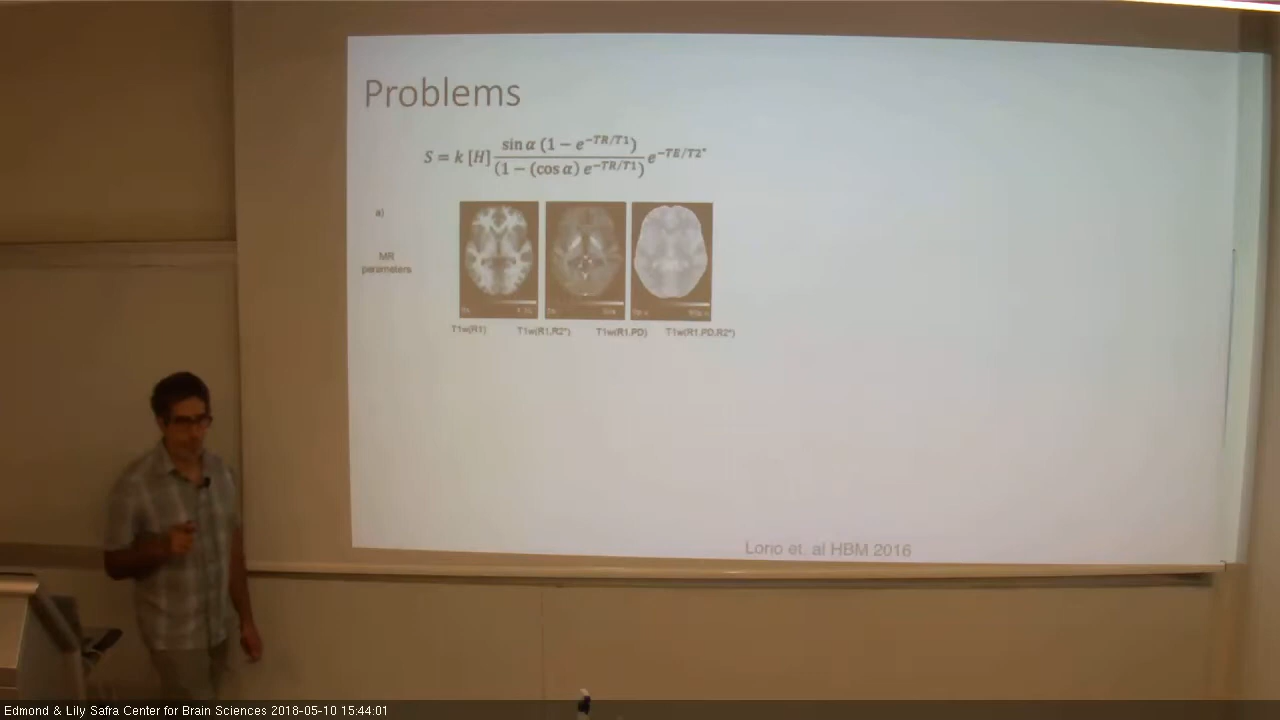 Problems
S = k [H] sin α (1 − e^{−TR/T1}) / (1 − (cos α) e^{−TR/T1}) e^{−TE/T2*}
a)
MR
parameters
T1w(R1) T1w(R1,R2*) T1w(R1,PD) T1w(R1,PD,R2*)
Lorio et. al HBM 2016
Edmond & Lily Safra Center for Brain Sciences 2018-05-10 15:44:01